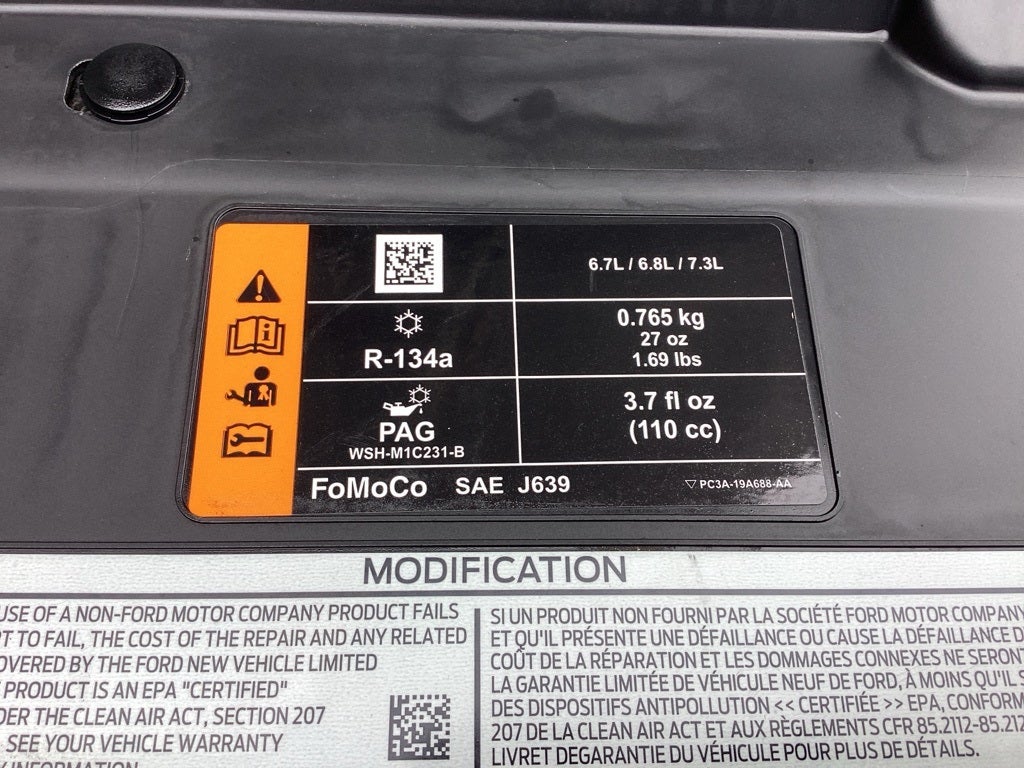 6.7L / 6.8L / 7.3L
R-134a
0.765 kg
27 oz
1.69 lbs
PAG
WSH-M1C231-B
3.7 fl oz
(110 cc)
FoMoCo SAE J639
PC3A-19A688-AA
MODIFICATION
USE OF A NON-FORD MOTOR COMPANY PRODUCT FAILS
TO FAIL, THE COST OF THE REPAIR AND ANY RELATED
BY THE FORD NEW VEHICLE LIMITED
PRODUCT IS AN EPA "CERTIFIED"
THE CLEAN AIR ACT, SECTION 207
SEE YOUR VEHICLE WARRANTY
INFORMATION
SI UN PRODUIT NON FOURNI PAR LA SOCIÉTÉ FORD MOTOR COMPANY
ET QU'IL PRÉSENTE UNE DÉFAILLANCE OU CAUSE LA DÉFAILLANCE
COÛT DE LA RÉPARATION ET LES DOMMAGES CONNEXES NE SERONT
LA GARANTIE LIMITÉE DE VÉHICULE NEUF DE FORD, À MOINS QU'IL
DES DISPOSITIFS ANTIPOLLUTION << CERTIFIÉE >> EPA,
207 DE LA CLEAN AIR ACT ET AUX RÈGLEMENTS CFR 85.2112-85.212
LIVRET DEGARANTIE DU VÉHICULE POUR PLUS DE DÉTAILS.